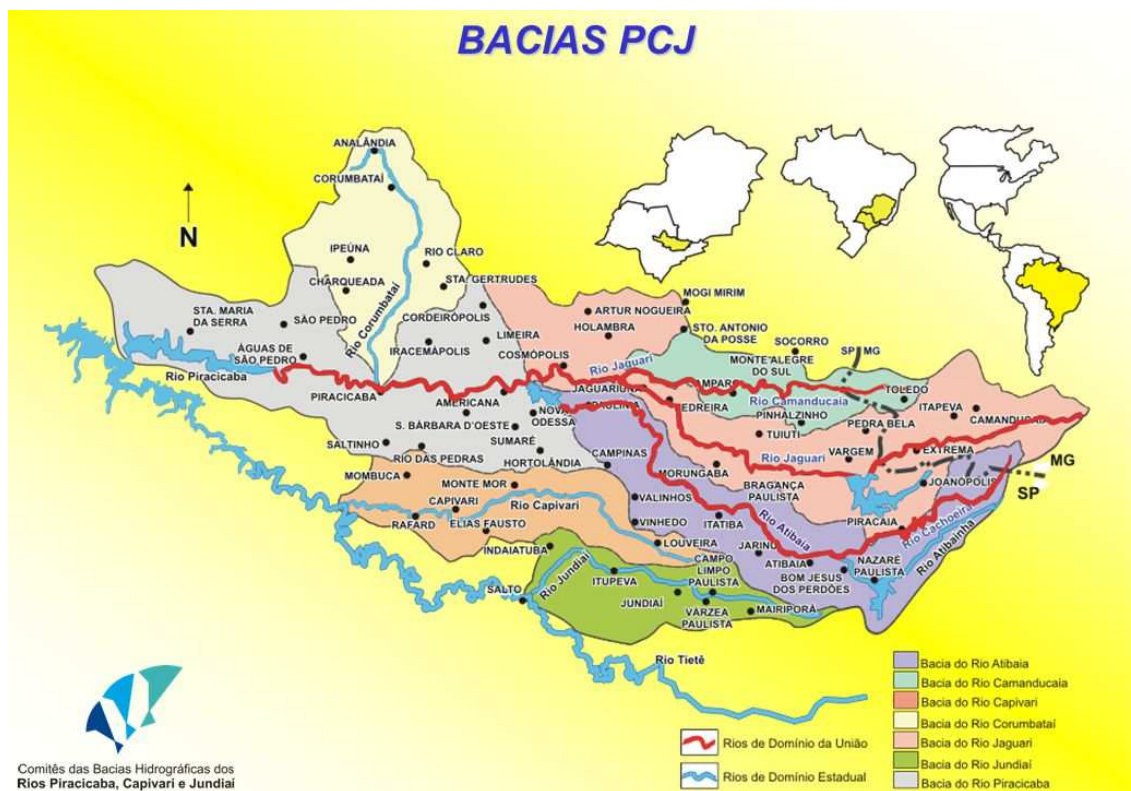 BACIAS PCJ
ANALÂNDIA
CORUMBATAÍ
N
IPEÚNA
RIO CLARO
CHARQUEADA
STA. GERTRUDES
MOGI MIRIM
STA. MARIA
DA SERRA
SÃO PEDRO
Rio Corumbataí
CORDEIRÓPOLIS
ARTUR NOGUEIRA
HOLAMBRA
STO. ANTONIO
DA POSSE
LIMEIRA
SOCORRO
IRACEMÁPOLIS
ÁGUAS DE
SÃO PEDRO
COSMÓPOLIS
Rio Jaguari
MONTE ALEGRE
DO SUL
SP
MG
Rio Piracicaba
PIRACICABA
AMERICANA
JAGUARIUNA
AMPARO
Rio Camanducaia
TOLEDO
ITAPEVA
CAMANDUCAIA
PAULÍNIA
PEDREIRA
PINHALZINHO
PEDRA BELA
NOVA
ODESSA
S. BÁRBARA D'OESTE
TUIUTI
SALTINHO
SUMARÉ
RIO DAS PEDRAS
HORTOLÂNDIA
CAMPINAS
Rio Jaguari
VARGEM
EXTREMA
MG
SP
MOMBUCA
MONTE MOR
MORUNGABA
BRAGANÇA
PAULISTA
JOANÓPOLIS
CAPIVARI
Rio Capivari
VALINHOS
RAFARD
ELIAS FAUSTO
VINHEDO
ITATIBA
Rio Atibaia
PIRACAIA
Rio Cachoeira
Rio Atibainha
INDAIATUBA
LOUVEIRA
JARINU
ATIBAIA
NAZARÉ
PAULISTA
CAMPO
LIMPO
PAULISTA
BOM JESUS
DOS PERDÕES
SALTO
Rio Jundiaí
ITUPEVA
JUNDIAÍ
VÁRZEA
PAULISTA
MAIRIPORÃ
Rio Tietê
Bacia do Rio Atibaia
Bacia do Rio Camanducaia
Bacia do Rio Capivari
Bacia do Rio Corumbataí
Bacia do Rio Jaguari
Bacia do Rio Jundiaí
Bacia do Rio Piracicaba
Rios de Domínio da União
Rios de Domínio Estadual
Comitês das Bacias Hidrográficas dos
Rios Piracicaba, Capivari e Jundiaí